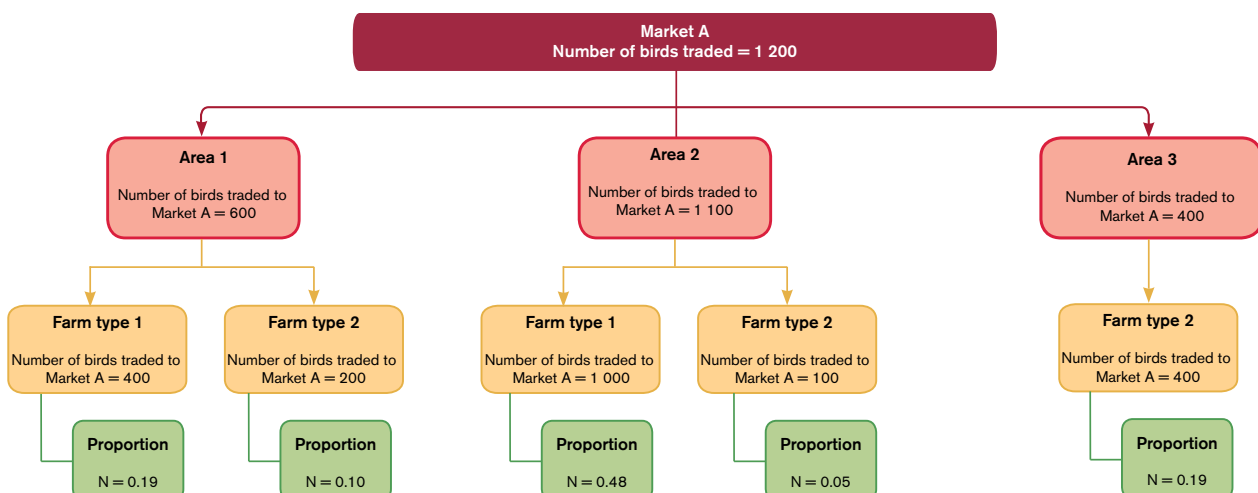 Market A
Number of birds traded = 1 200
Area 1
Number of birds traded to
Market A = 600
Area 2
Number of birds traded to
Market A = 1 100
Area 3
Number of birds traded to
Market A = 400
Farm type 1
Number of birds traded to
Market A = 400
Farm type 2
Number of birds traded to
Market A = 200
Farm type 1
Number of birds traded to
Market A = 1 000
Farm type 2
Number of birds traded to
Market A = 100
Farm type 2
Number of birds traded to
Market A = 400
Proportion
N = 0.19
Proportion
N = 0.10
Proportion
N = 0.48
Proportion
N = 0.05
Proportion
N = 0.19